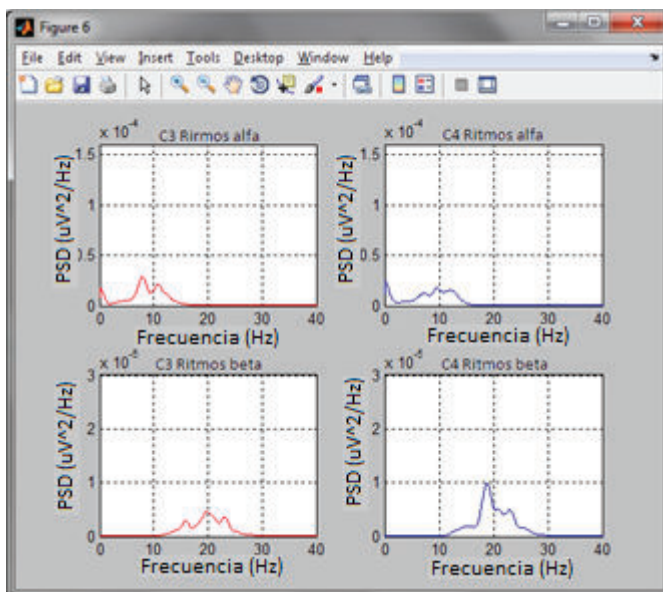 Figure 6
File Edit View Insert Tools Desktop Window Help
x 10^-4
C3 Rirmos alfa
1.5
1
0.5
0
PSD (uV^2/Hz)
0 10 20 30 40
Frecuencia (Hz)
x 10^-4
C4 Ritmos alfa
1.5
1
0.5
0
PSD (uV^2/Hz)
0 10 20 30 40
Frecuencia (Hz)
x 10^-5
C3 Ritmos beta
3
2
1
0
PSD (uV^2/Hz)
0 10 20 30 40
Frecuencia (Hz)
x 10^-5
C4 Ritmos beta
3
2
1
0
PSD (uV^2/Hz)
0 10 20 30 40
Frecuencia (Hz)